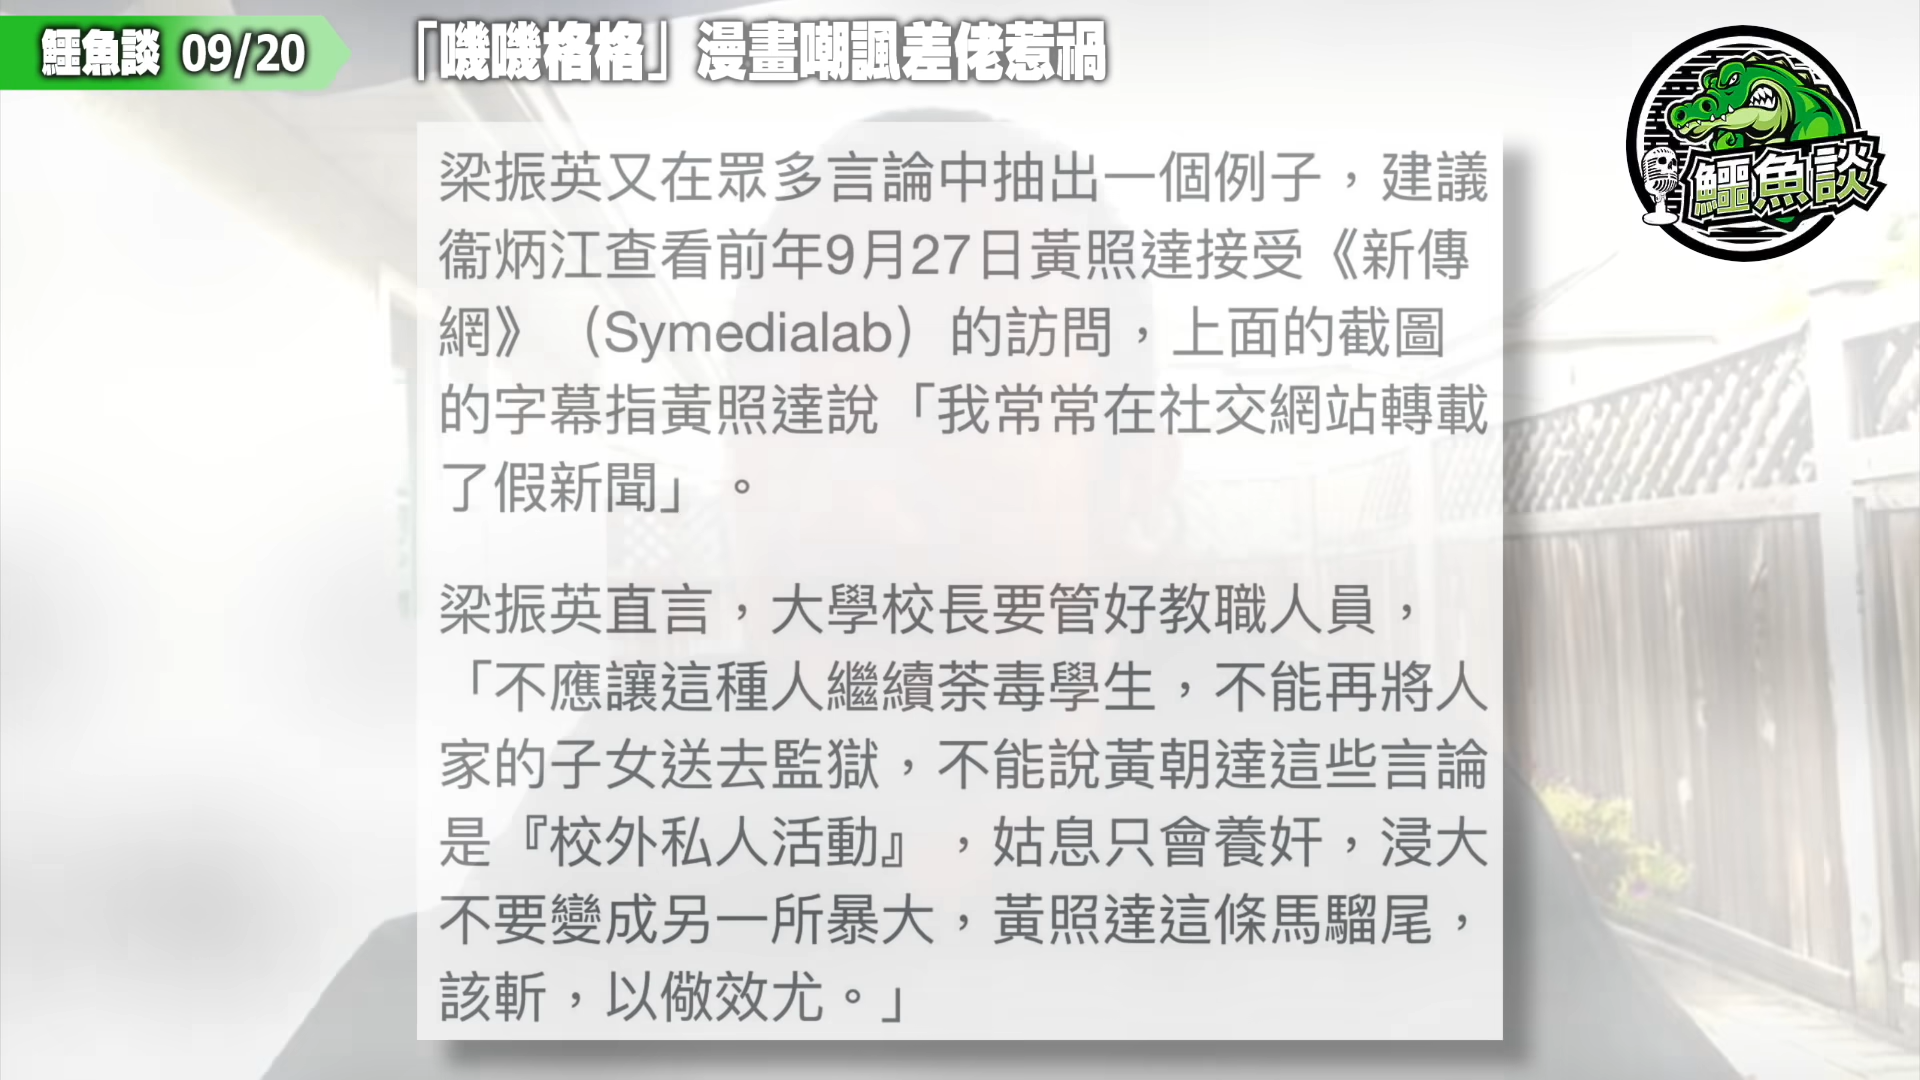 鱷魚談 09/20
「嘰嘰格格」漫畫嘲諷差佬惹禍
鱷魚談
梁振英又在眾多言論中抽出一個例子，建議
衞炳江查看前年9月27日黃照達接受《新傳
網》（Symedialab）的訪問，上面的截圖
的字幕指黃照達說「我常常在社交網站轉載
了假新聞」。
梁振英直言，大學校長要管好教職人員，
「不應讓這種人繼續荼毒學生，不能再將人
家的子女送去監獄，不能說黃朝達這些言論
是『校外私人活動』，姑息只會養奸，浸大
不要變成另一所暴大，黃照達這條馬騮尾，
該斬，以儆效尤。」